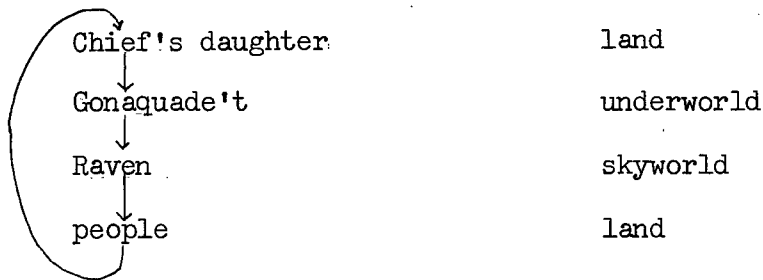 Chief's daughter land
Gonaquade't underworld
Raven skyworld
people land